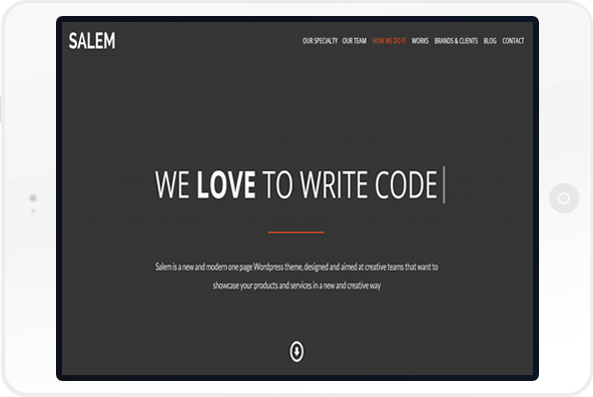 SALEM
OUR SPECIALTY OUR TEAM HOW WE DO IT WORKS BRANDS & CLIENTS BLOG CONTACT
WE LOVE TO WRITE CODE
Salem is a new and modern one page Wordpress theme, designed and aimed at creative teams that want to
showcase your products and services in a new and creative way